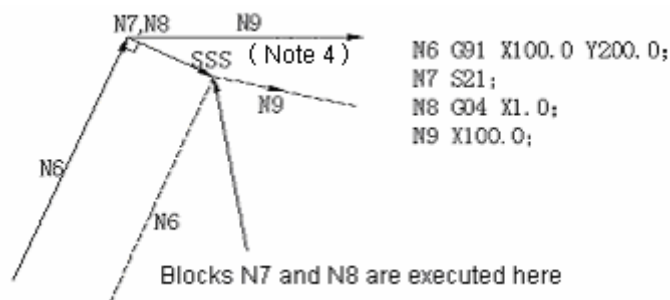 N7,N8
N9
SSS
( Note 4 )
N9
N6
N6
N6 G91 X100.0 Y200.0;
N7 S21;
N8 G04 X1.0;
N9 X100.0;
Blocks N7 and N8 are executed here